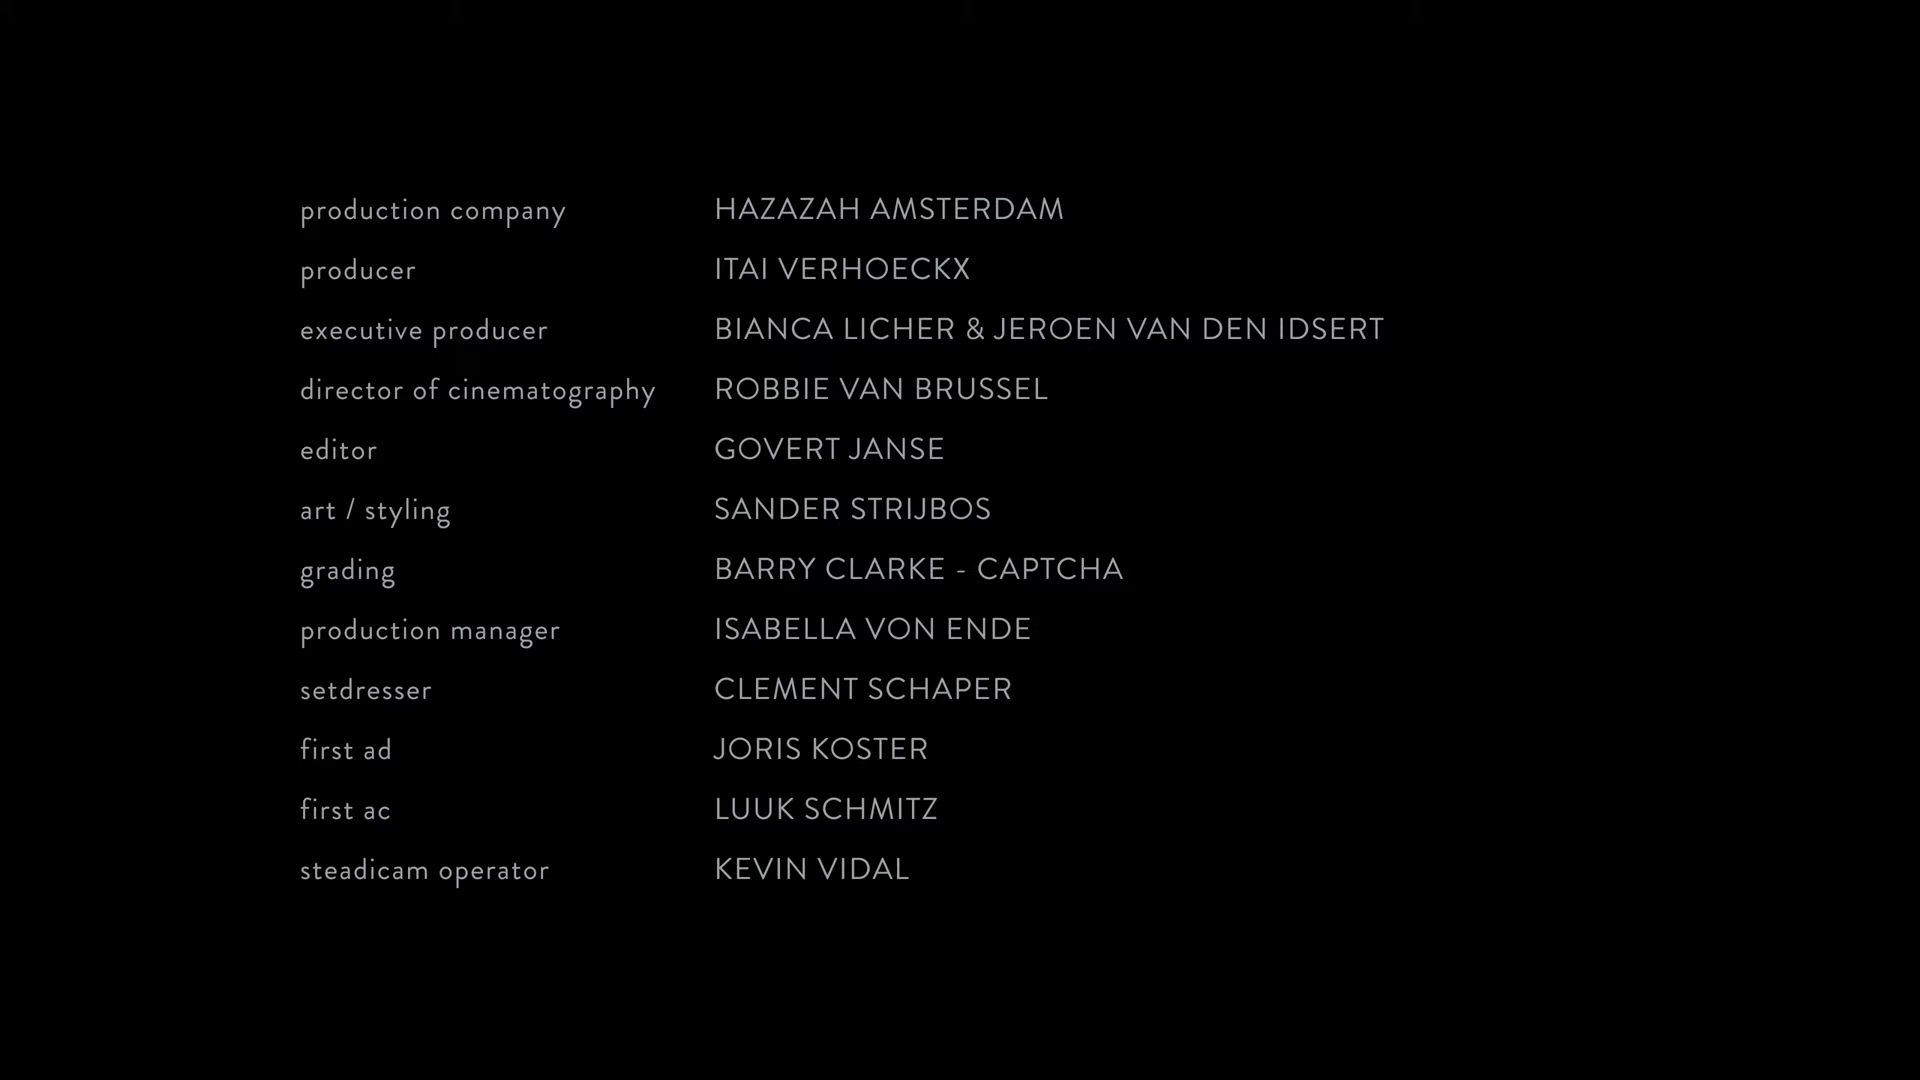 production company HAZAZAH AMSTERDAM
producer ITAI VERHOECKX
executive producer BIANCA LICHER & JEROEN VAN DEN IDSERT
director of cinematography ROBBIE VAN BRUSSEL
editor GOVERT JANSE
art / styling SANDER STRIJBOS
grading BARRY CLARKE - CAPTCHA
production manager ISABELLA VON ENDE
setdresser CLEMENT SCHAPER
first ad JORIS KOSTER
first ac LUUK SCHMITZ
steadicam operator KEVIN VIDAL